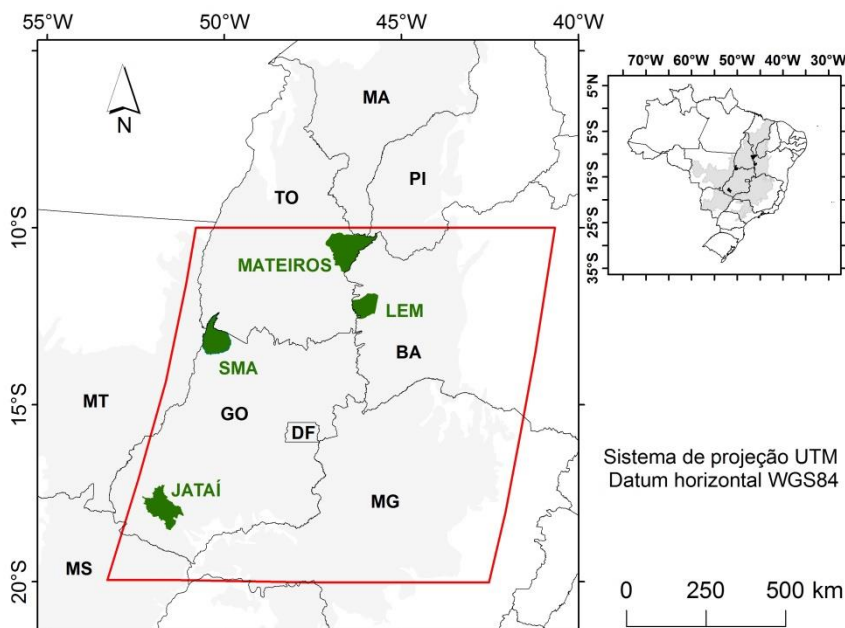 55°W 50°W 45°W 40°W
70°W 60°W 50°W 40°W 30°W
N
MA
TO
PI
10°S
MATEIROS
LEM
SMA
BA
MT
GO
15°S
DF
JATAÍ
MG
MS
20°S
5°N
5°S
15°S
25°S
35°S
Sistema de projeção UTM
Datum horizontal WGS84
0 250 500 km